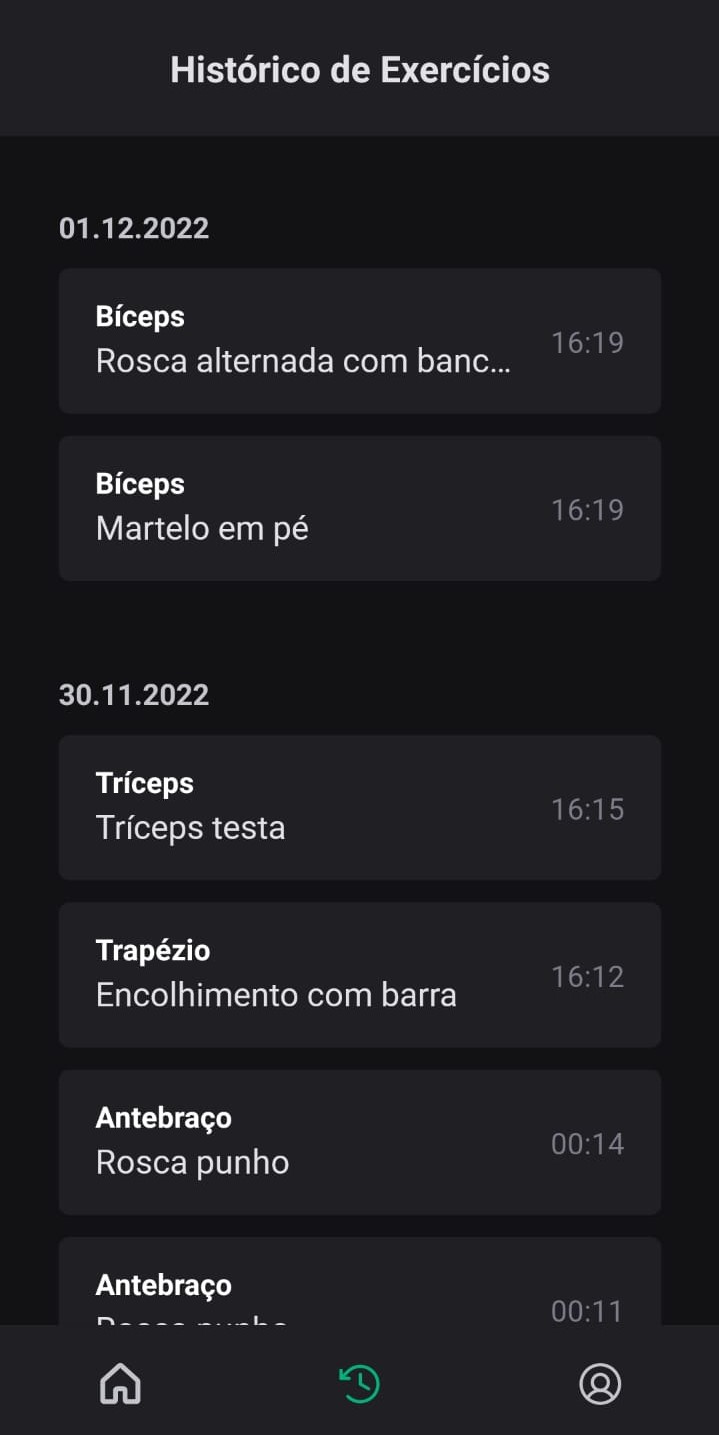 Histórico de Exercícios
01.12.2022
Bíceps
Rosca alternada com banc...
16:19
Bíceps
Martelo em pé
16:19
30.11.2022
Tríceps
Tríceps testa
16:15
Trapézio
Encolhimento com barra
16:12
Antebraço
Rosca punho
00:14
Antebraço
00:11